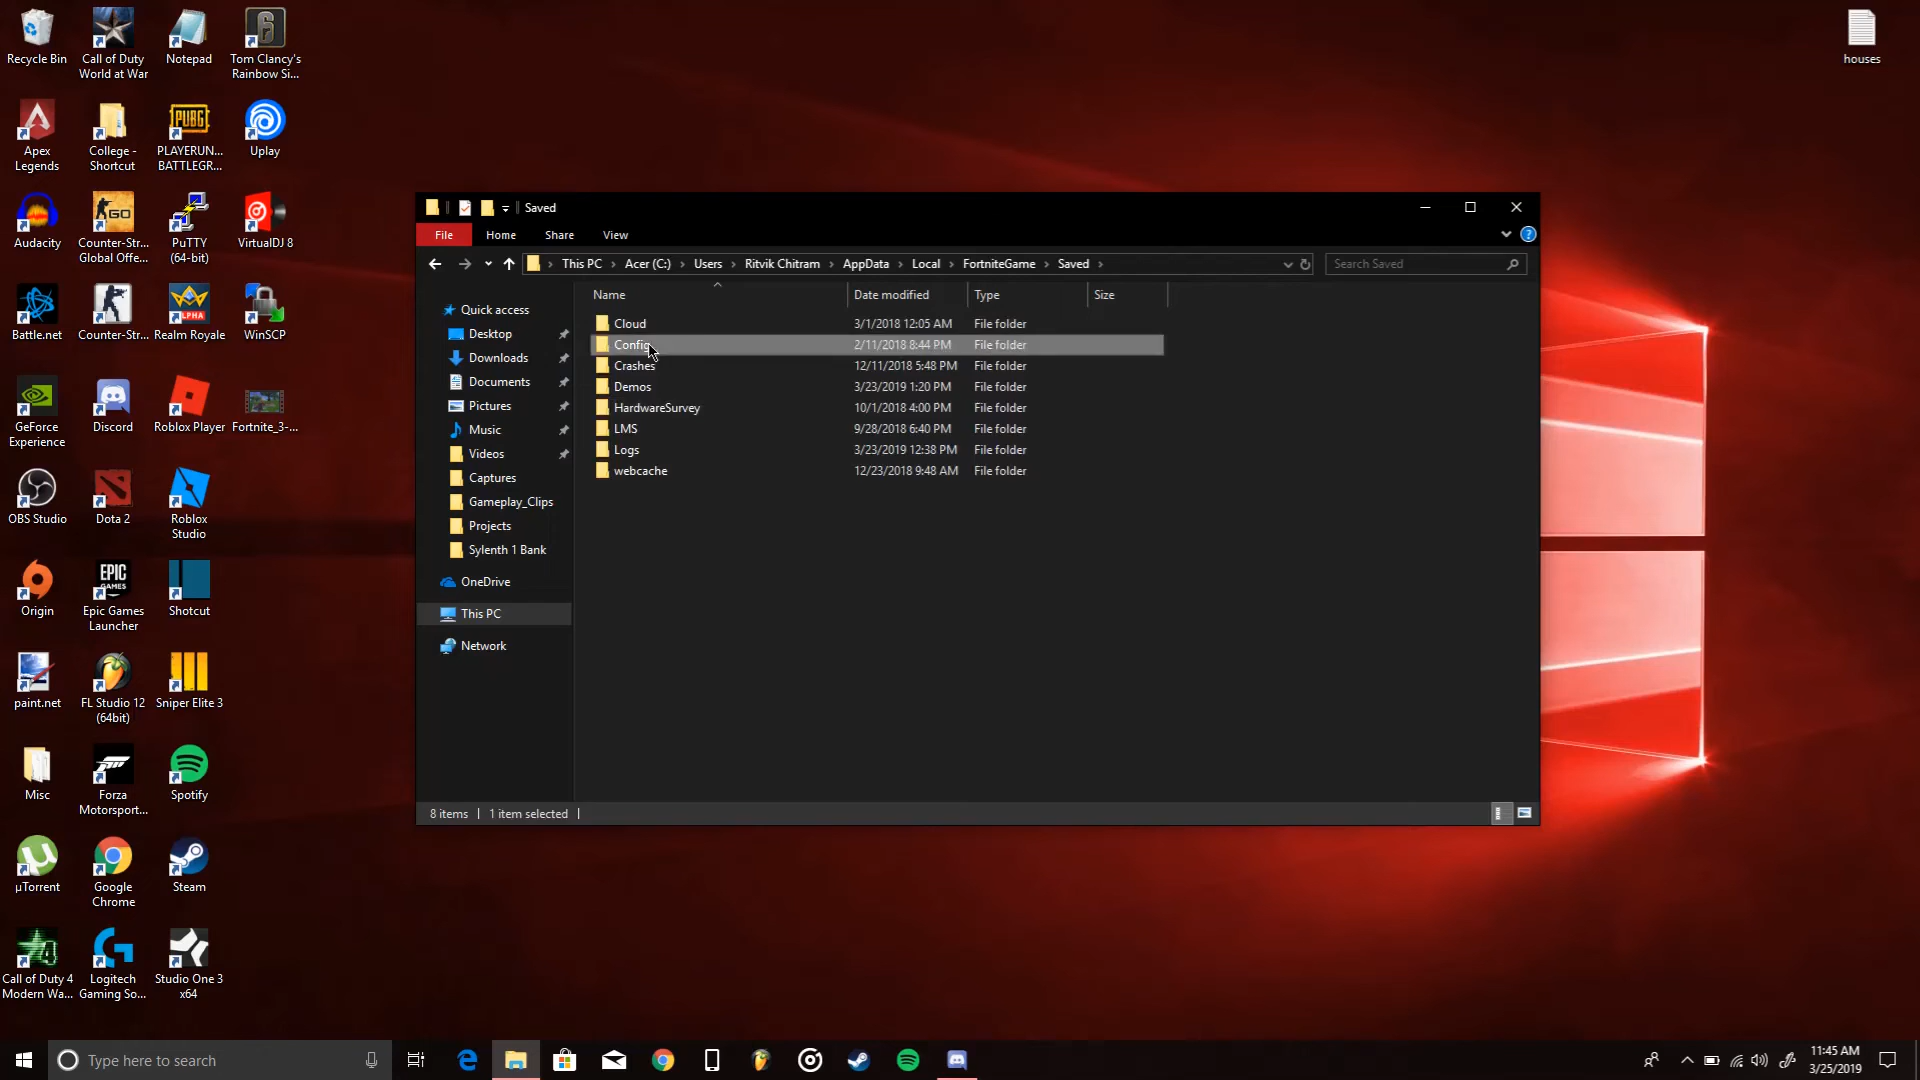 Recycle Bin
Call of Duty
World at War
Notepad
Tom Clancy's
Rainbow Si...
Apex
Legends
College -
Shortcut
PUBG
PLAYERUN...
BATTLEGR...
Uplay
Audacity
GO
Counter-Str...
Global Offe...
PuTTY
(64-bit)
VirtualDJ 8
Battle.net
Counter-Str...
ALPHA
Realm Royale
WinSCP
GeForce
Experience
Discord
Roblox Player
Fortnite_3-...
OBS Studio
Dota 2
Roblox
Studio
Origin
EPIC
GAMES
Epic Games
Launcher
Shotcut
paint.net
FL Studio 12
(64bit)
Sniper Elite 3
Misc
Forza
Motorsport...
Spotify
µTorrent
Google
Chrome
Steam
4
Call of Duty 4
Modern Wa...
Logitech
Gaming So...
Studio One 3
x64
houses
Saved
File
Home
Share
View
This PC
Acer (C:)
Users
Ritvik Chitram
AppData
Local
FortniteGame
Saved
Search Saved
Name
Date modified
Type
Size
Quick access
Desktop
Downloads
Documents
Pictures
Music
Videos
Captures
Gameplay_Clips
Projects
Sylenth 1 Bank
OneDrive
This PC
Network
Cloud 3/1/2018 12:05 AM File folder
Config 2/11/2018 8:44 PM File folder
Crashes 12/11/2018 5:48 PM File folder
Demos 3/23/2019 1:20 PM File folder
HardwareSurvey 10/1/2018 4:00 PM File folder
LMS 9/28/2018 6:40 PM File folder
Logs 3/23/2019 12:38 PM File folder
webcache 12/23/2018 9:48 AM File folder
8 items
1 item selected
Type here to search
11:45 AM
3/25/2019